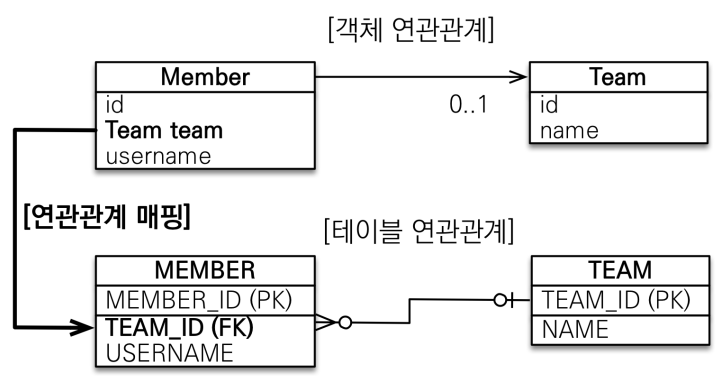 [객체 연관관계]
Member
id
Team team
username
0..1
Team
id
name
[연관관계 매핑]
[테이블 연관관계]
MEMBER
MEMBER_ID (PK)
TEAM_ID (FK)
USERNAME
TEAM
TEAM_ID (PK)
NAME